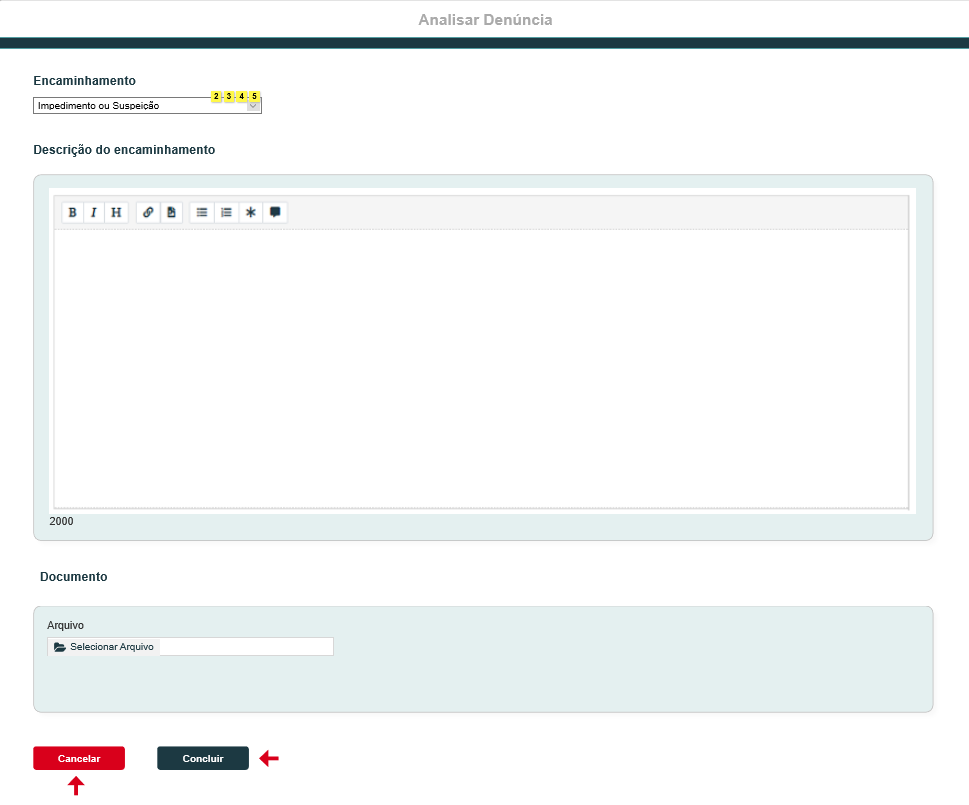 Analisar Denúncia
Encaminhamento
2 - 3 - 4 - 5
Impedimento ou Suspeição
Descrição do encaminhamento
B I H
2000
Documento
Arquivo
Selecionar Arquivo
Cancelar Concluir